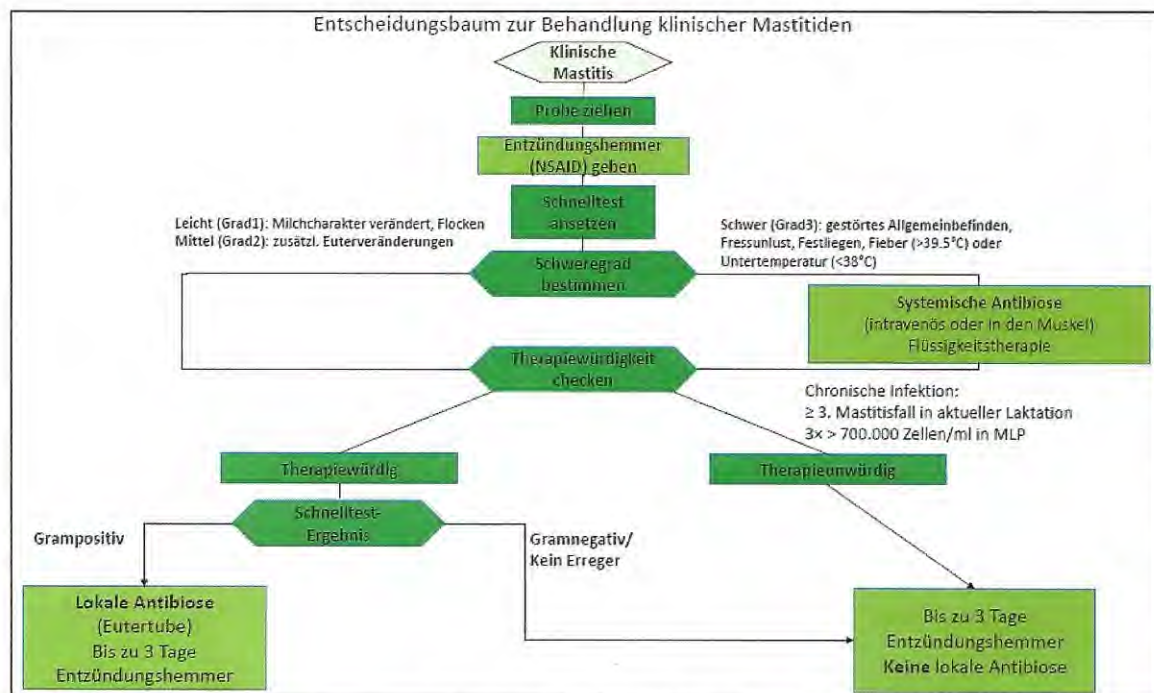 Entscheidungsbaum zur Behandlung klinischer Mastitiden
Klinische
Mastitis
Probe ziehen
Entzündungshemmer
(NSAID) geben
Schnelltest
ansetzen
Leicht (Grad1): Milchcharakter verändert, Flocken
Mittel (Grad2): zusätzl. Euterveränderungen
Schwer (Grad3): gestörtes Allgemeinbefinden,
Fressunlust, Festliegen, Fieber (>39.5°C) oder
Untertemperatur (<38°C)
Schweregrad
bestimmen
Systemische Antibiose
(intravenös oder in den Muskel)
Flüssigkeitstherapie
Therapiewürdigkeit
checken
Chronische Infektion:
≥ 3. Mastitisfall in aktueller Laktation
3x > 700.000 Zellen/ml in MLP
Therapiewürdig
Therapieunwürdig
Schnelltest-
Ergebnis
Grampositiv
Gramnegativ/
Kein Erreger
Lokale Antibiose
(Eutertube)
Bis zu 3 Tage
Entzündungshemmer
Bis zu 3 Tage
Entzündungshemmer
Keine lokale Antibiose